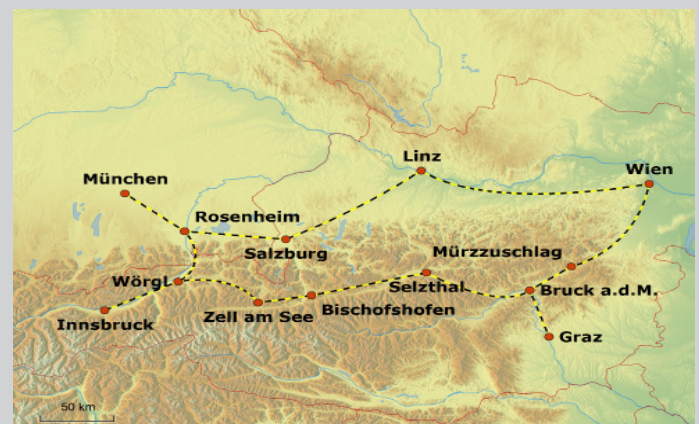 Linz
Wien
München
Rosenheim
Salzburg
Mürzzuschlag
Wörgl
Selzthal
Bruck a.d.M.
Innsbruck
Zell am See
Bischofshofen
Graz
50 km